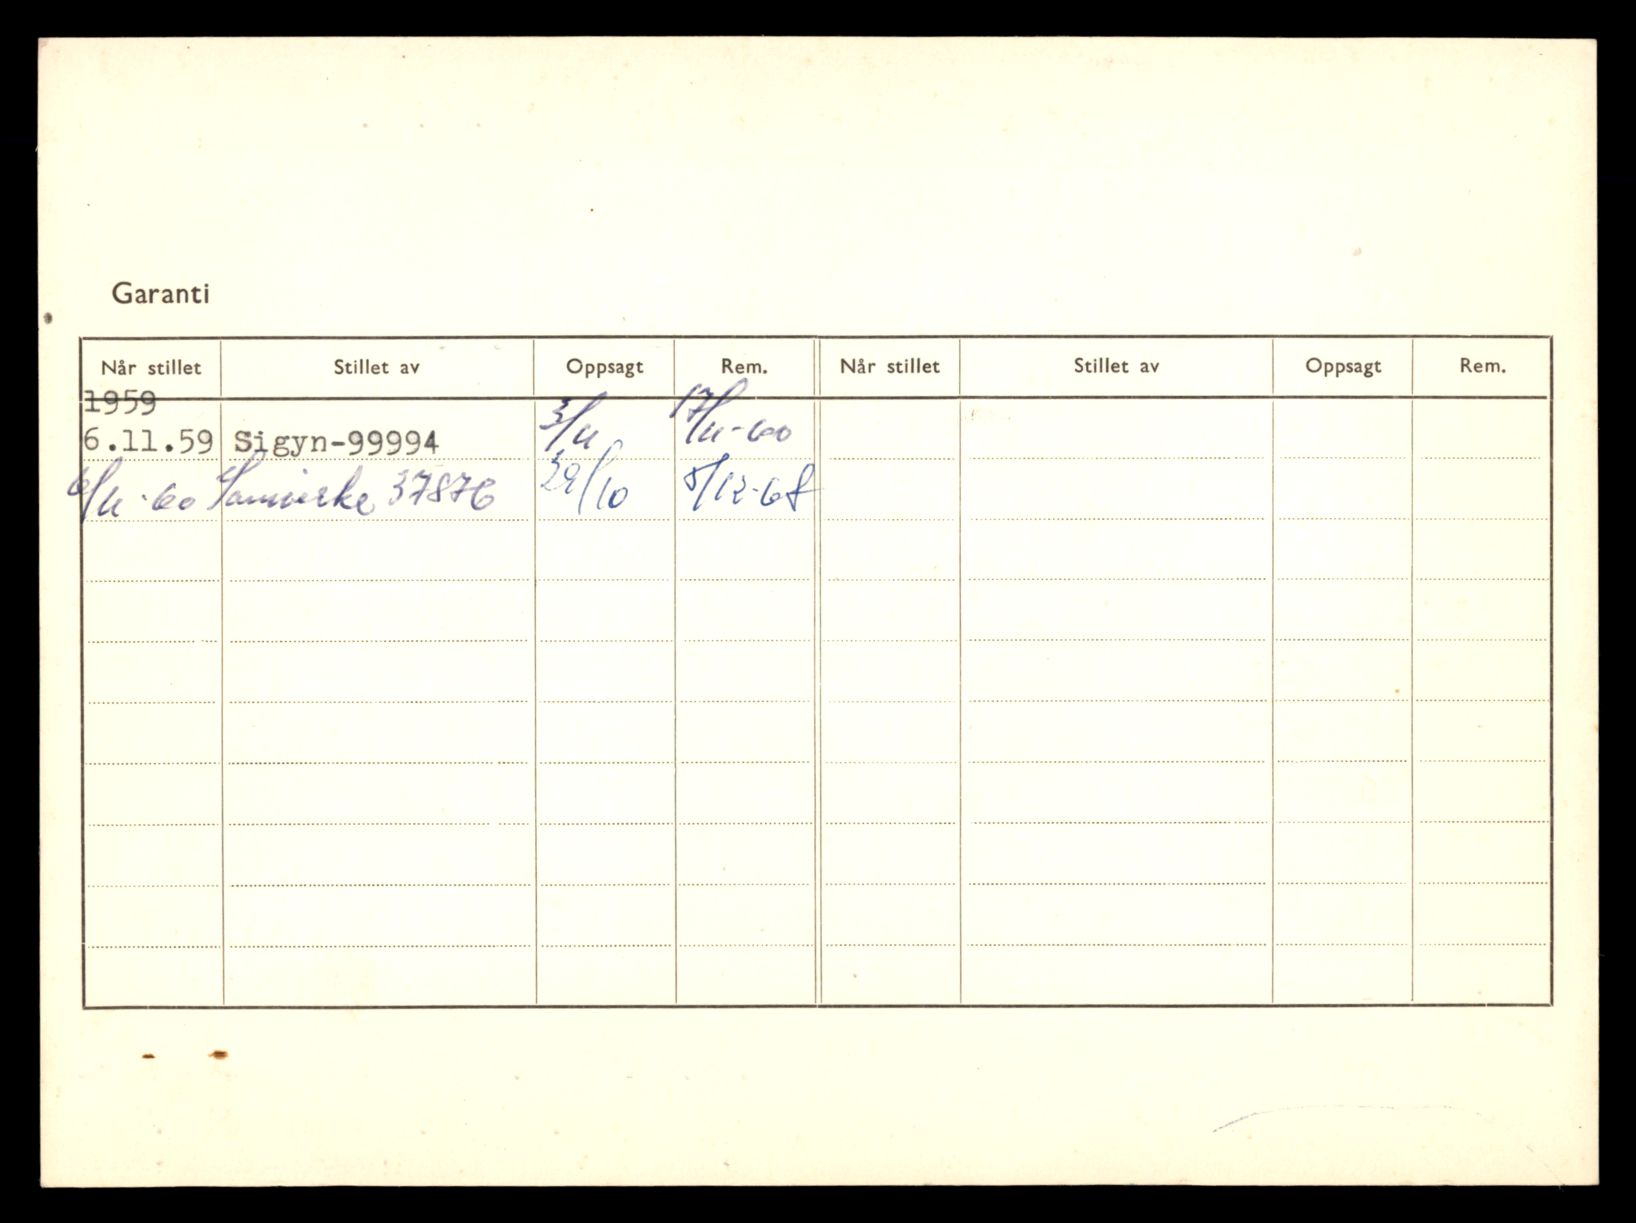 Garanti
Når stillet Stillet av Oppsagt Rem. Når stillet Stillet av Oppsagt Rem.
1959
6.11.59 Sigyn-99994 3/11 17/11-60
6/11-60 Samvirke 37876 29/10 5/12-68